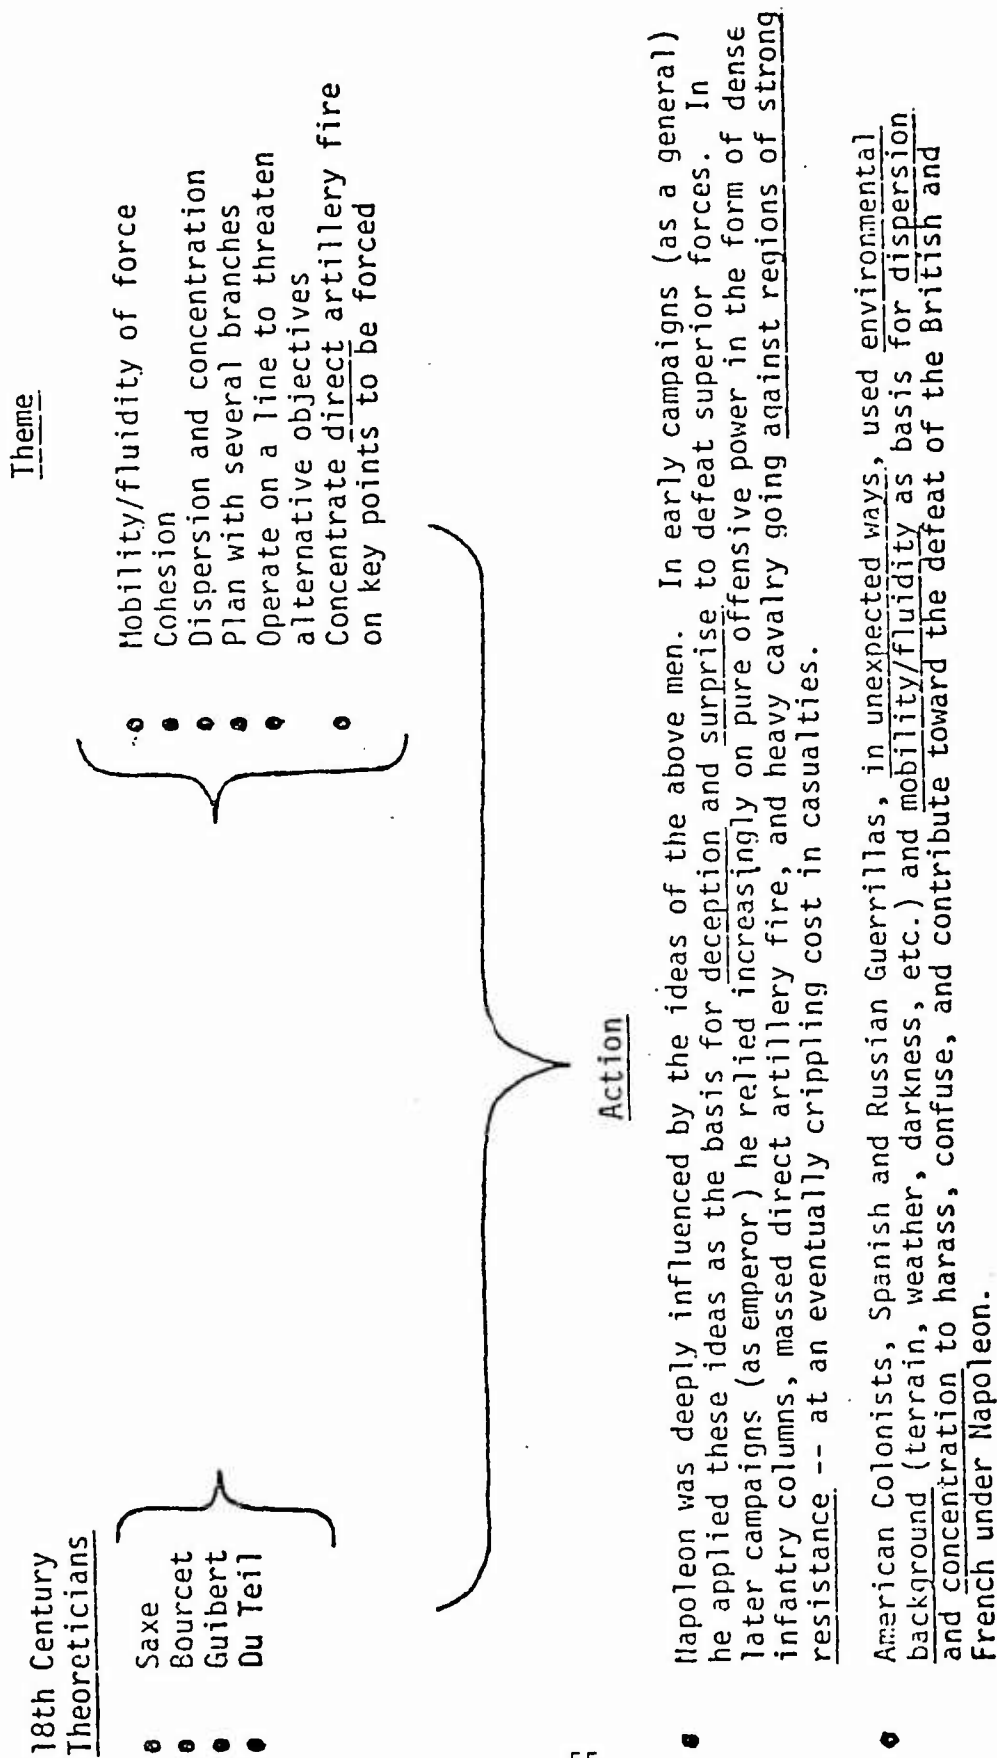 18th Century
Theoreticians
Saxe
Bourcet
Guibert
Du Teil
Theme
Mobility/fluidity of force
Cohesion
Dispersion and concentration
Plan with several branches
Operate on a line to threaten
alternative objectives
Concentrate direct artillery fire
on key points to be forced
Action
Napoleon was deeply influenced by the ideas of the above men. In early campaigns (as a general)
he applied these ideas as the basis for deception and surprise to defeat superior forces. In
later campaigns (as emperor) he relied increasingly on pure offensive power in the form of dense
infantry columns, massed direct artillery fire, and heavy cavalry going against regions of strong
resistance -- at an eventually crippling cost in casualties.
American Colonists, Spanish and Russian Guerrillas, in unexpected ways, used environmental
background (terrain, weather, darkness, etc.) and mobility/fluidity as basis for dispersion
and concentration to harass, confuse, and contribute toward the defeat of the British and
French under Napoleon.